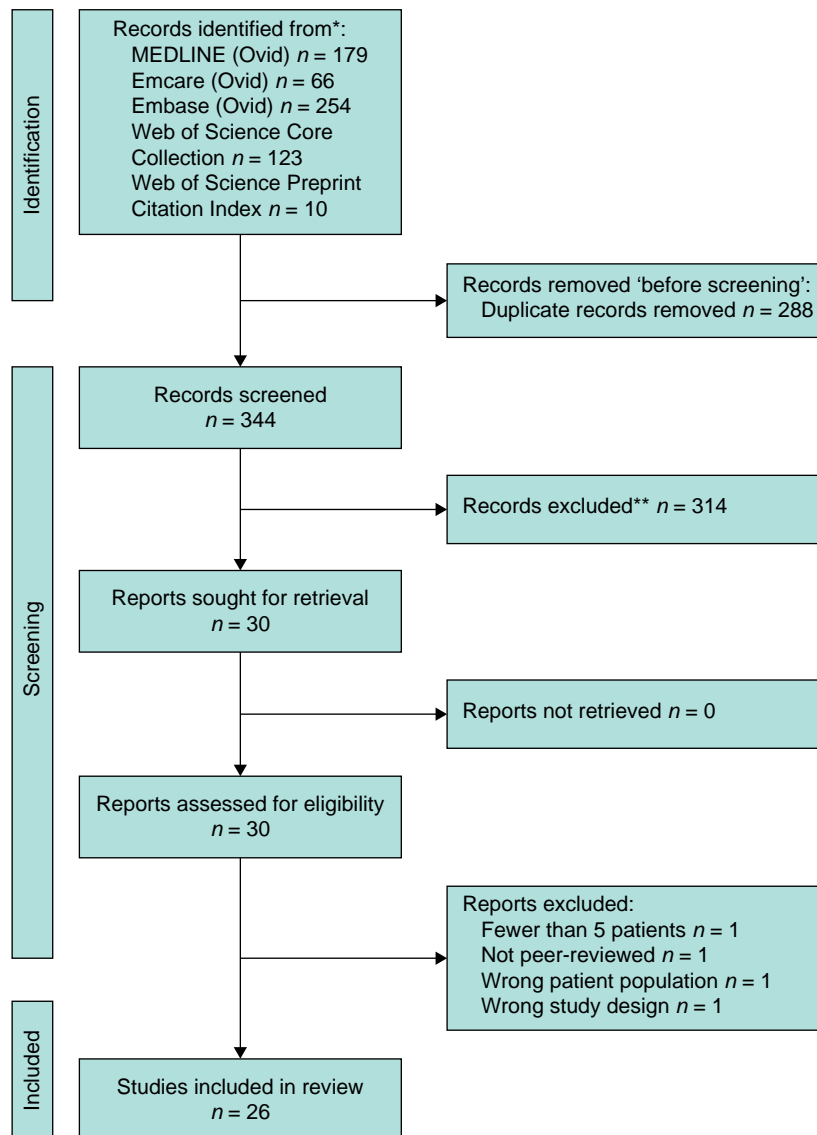 Identification
Records identified from*:
MEDLINE (Ovid) n = 179
Emcare (Ovid) n = 66
Embase (Ovid) n = 254
Web of Science Core
Collection n = 123
Web of Science Preprint
Citation Index n = 10
Records removed ‘before screening’:
Duplicate records removed n = 288
Screening
Records screened
n = 344
Records excluded** n = 314
Reports sought for retrieval
n = 30
Reports not retrieved n = 0
Reports assessed for eligibility
n = 30
Reports excluded:
Fewer than 5 patients n = 1
Not peer-reviewed n = 1
Wrong patient population n = 1
Wrong study design n = 1
Included
Studies included in review
n = 26